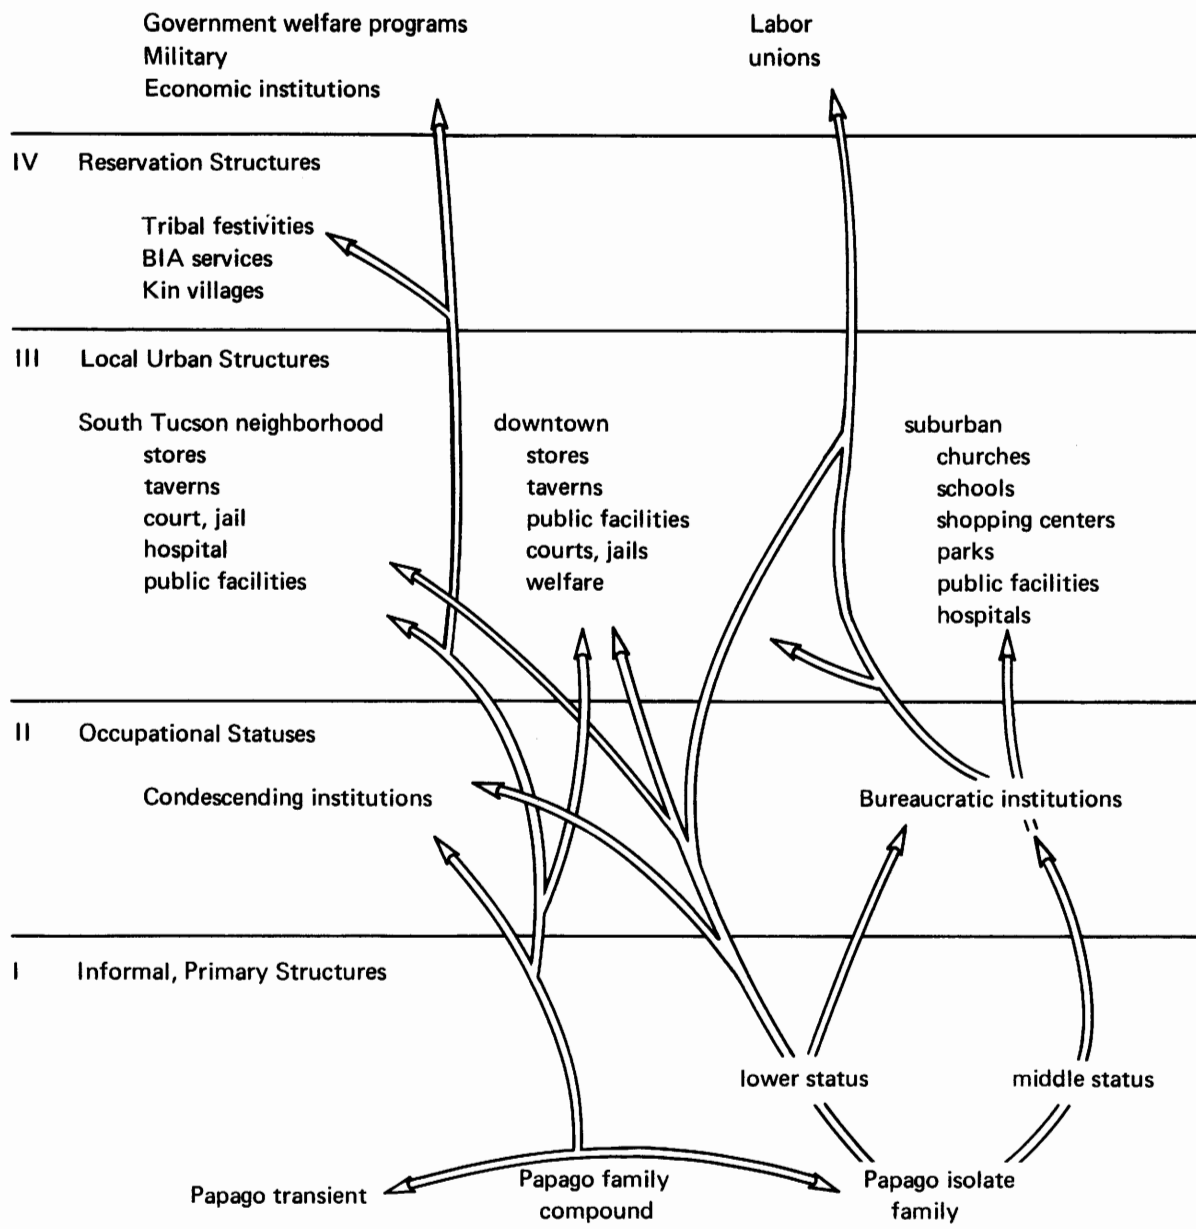 Government welfare programs
Military
Economic institutions
Labor
unions
IV Reservation Structures
Tribal festivities
BIA services
Kin villages
III Local Urban Structures
South Tucson neighborhood
stores
taverns
court, jail
hospital
public facilities
downtown
stores
taverns
public facilities
courts, jails
welfare
suburban
churches
schools
shopping centers
parks
public facilities
hospitals
II Occupational Statuses
Condescending institutions
Bureaucratic institutions
I Informal, Primary Structures
lower status
middle status
Papago transient
Papago family
compound
Papago isolate
family